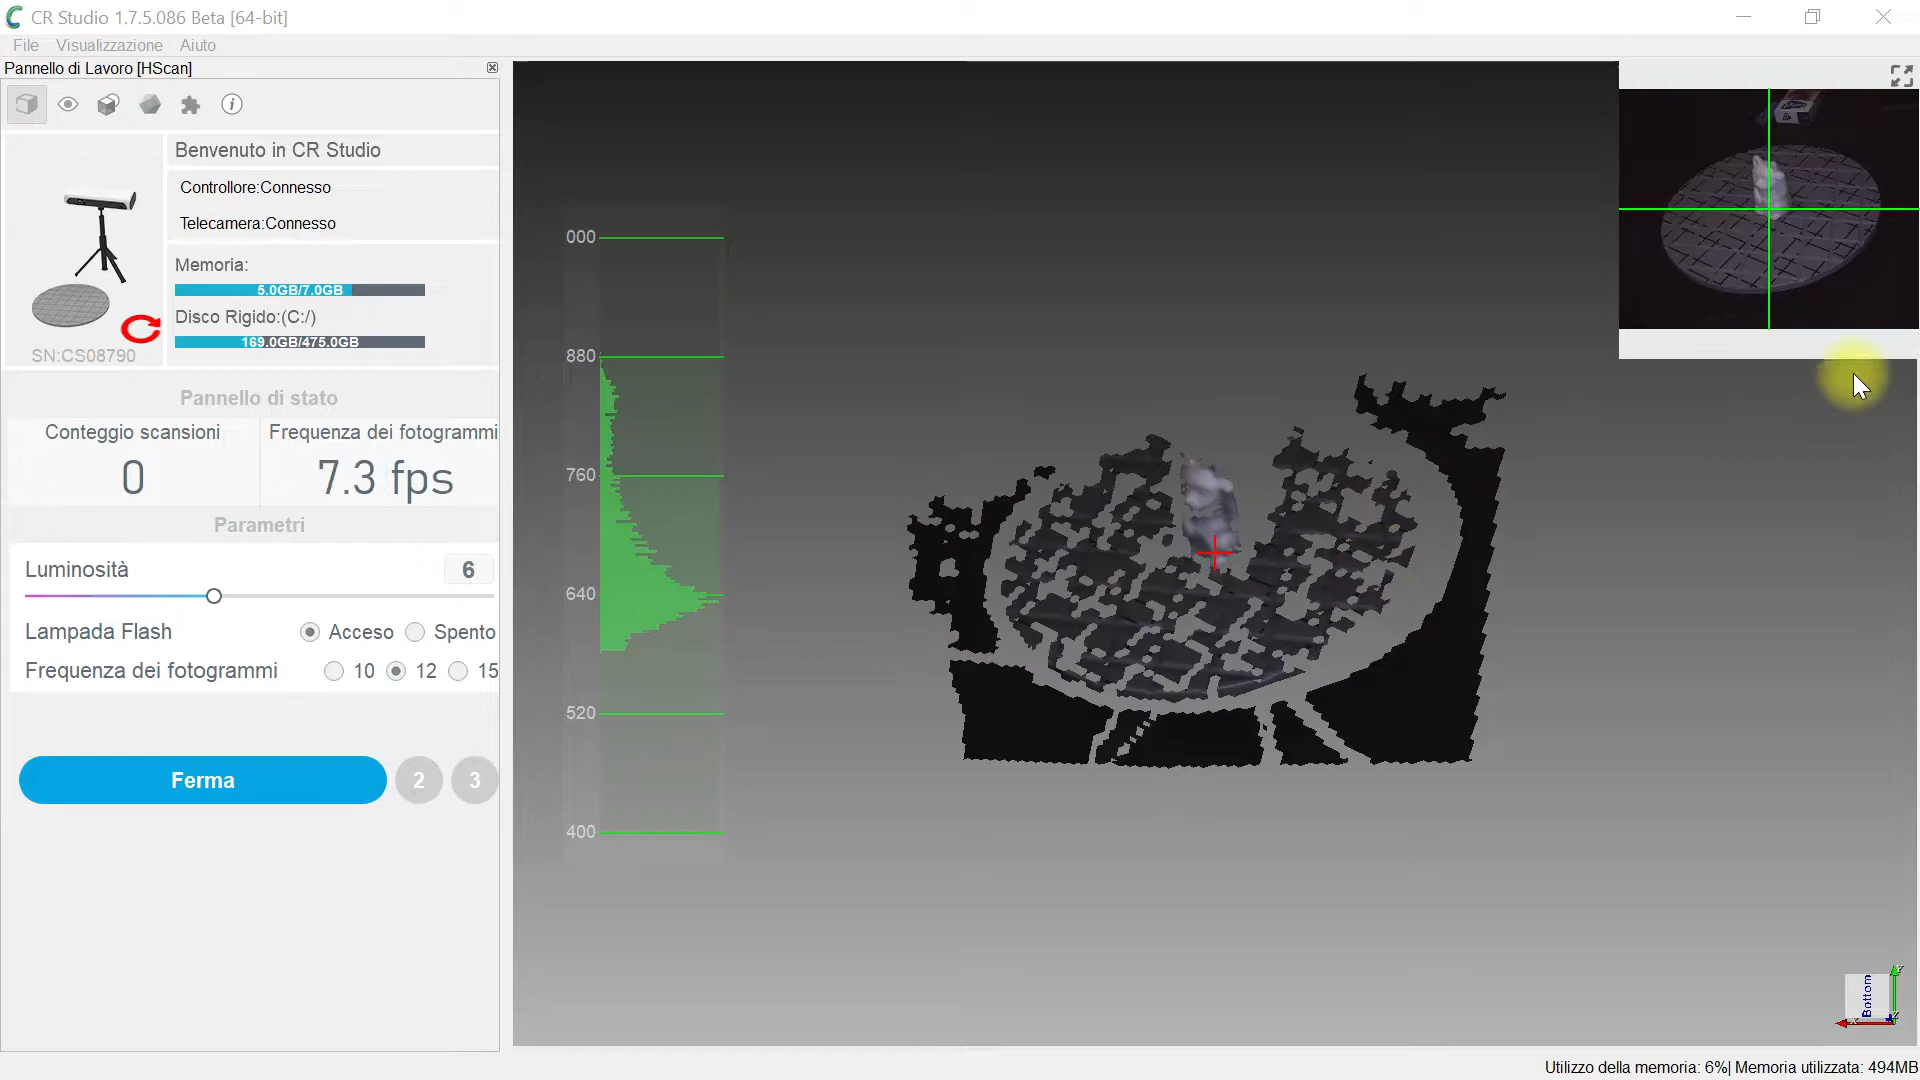 CR Studio 1.7.5.086 Beta [64-bit]
File Visualizzazione Aiuto
Pannello di Lavoro [HScan]
Benvenuto in CR Studio
Controllore:Connesso
Telecamera:Connesso
Memoria:
5.0GB/7.0GB
Disco Rigido:(C:/)
169.0GB/475.0GB
SN:CS08790
Pannello di stato
Conteggio scansioni Frequenza dei fotogrammi
0 7.3 fps
Parametri
Luminosità 6
Lampada Flash Acceso Spento
Frequenza dei fotogrammi 10 12 15
Ferma 2 3
000
880
760
640
520
400
Bottom
Y
X
Z
Utilizzo della memoria: 6%| Memoria utilizzata: 494MB